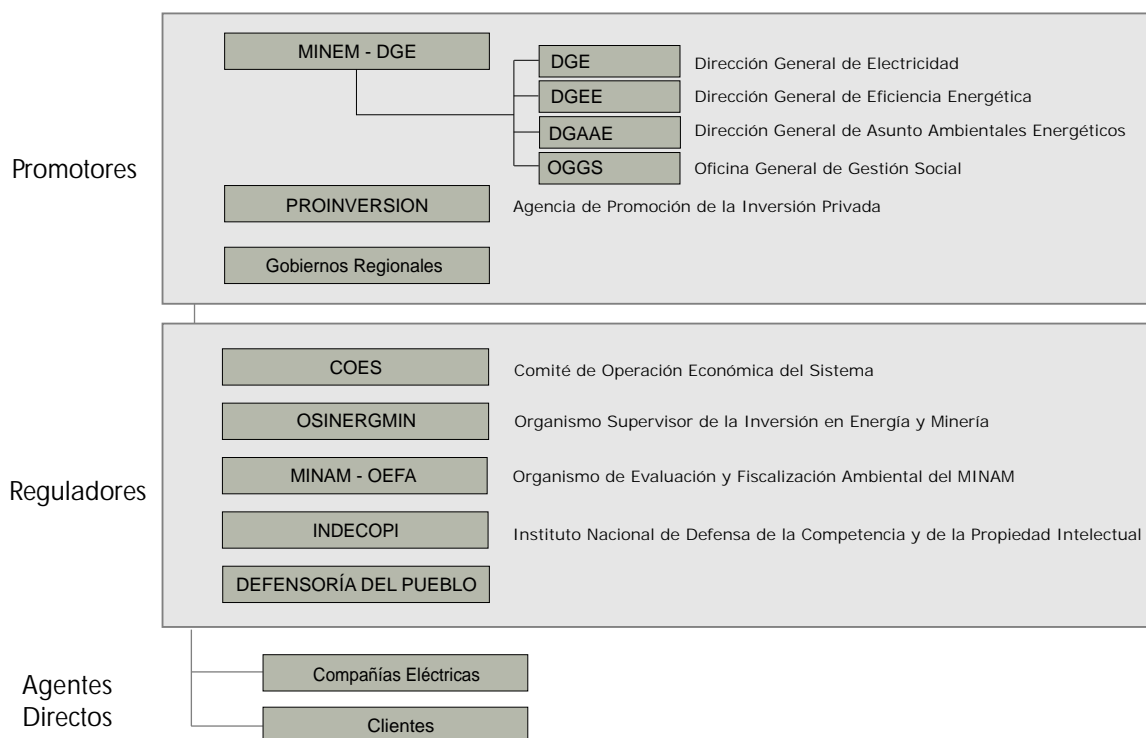 Promotores
MINEM - DGE
DGE Dirección General de Electricidad
DGEE Dirección General de Eficiencia Energética
DGAAE Dirección General de Asunto Ambientales Energéticos
OGGS Oficina General de Gestión Social
PROINVERSION Agencia de Promoción de la Inversión Privada
Gobiernos Regionales
Reguladores
COES Comité de Operación Económica del Sistema
OSINERGMIN Organismo Supervisor de la Inversión en Energía y Minería
MINAM - OEFA Organismo de Evaluación y Fiscalización Ambiental del MINAM
INDECOPI Instituto Nacional de Defensa de la Competencia y de la Propiedad Intelectual
DEFENSORÍA DEL PUEBLO
Agentes
Directos
Compañías Eléctricas
Clientes